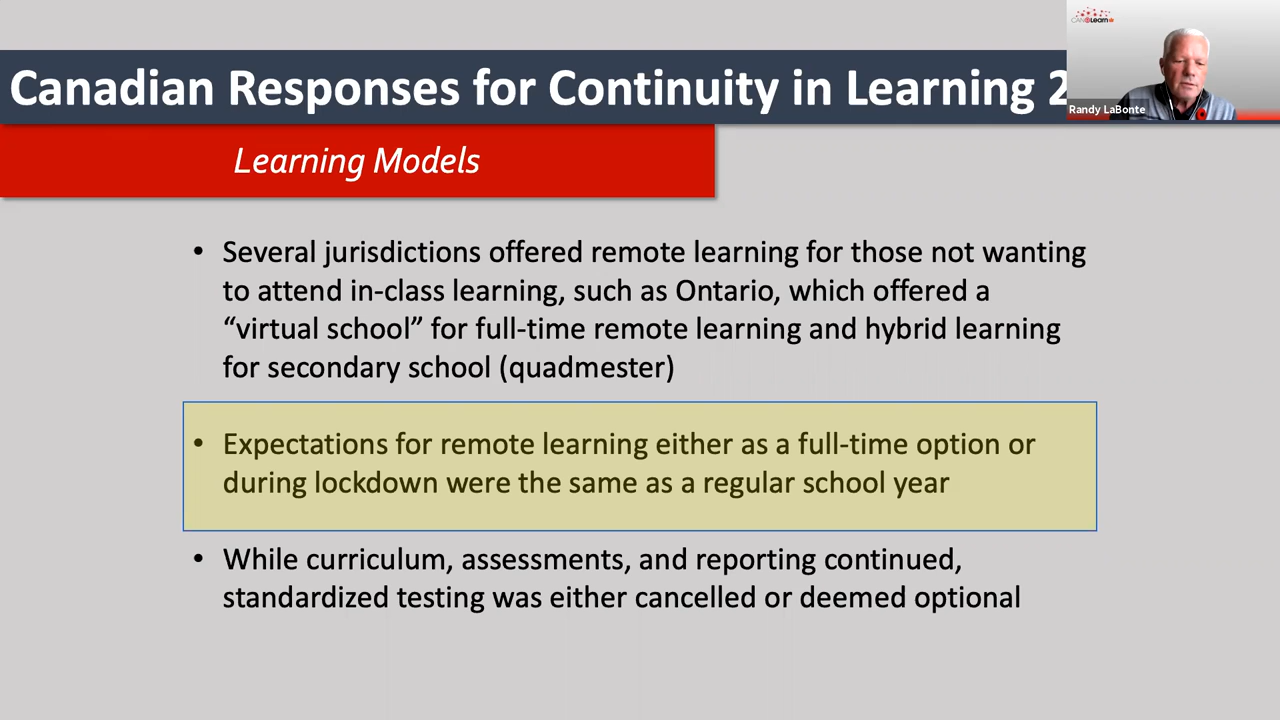 CANeLearn
Canadian Responses for Continuity in Learning 2
Randy LaBonte
Learning Models
• Several jurisdictions offered remote learning for those not wanting
to attend in-class learning, such as Ontario, which offered a
“virtual school” for full-time remote learning and hybrid learning
for secondary school (quadmester)
• Expectations for remote learning either as a full-time option or
during lockdown were the same as a regular school year
• While curriculum, assessments, and reporting continued,
standardized testing was either cancelled or deemed optional